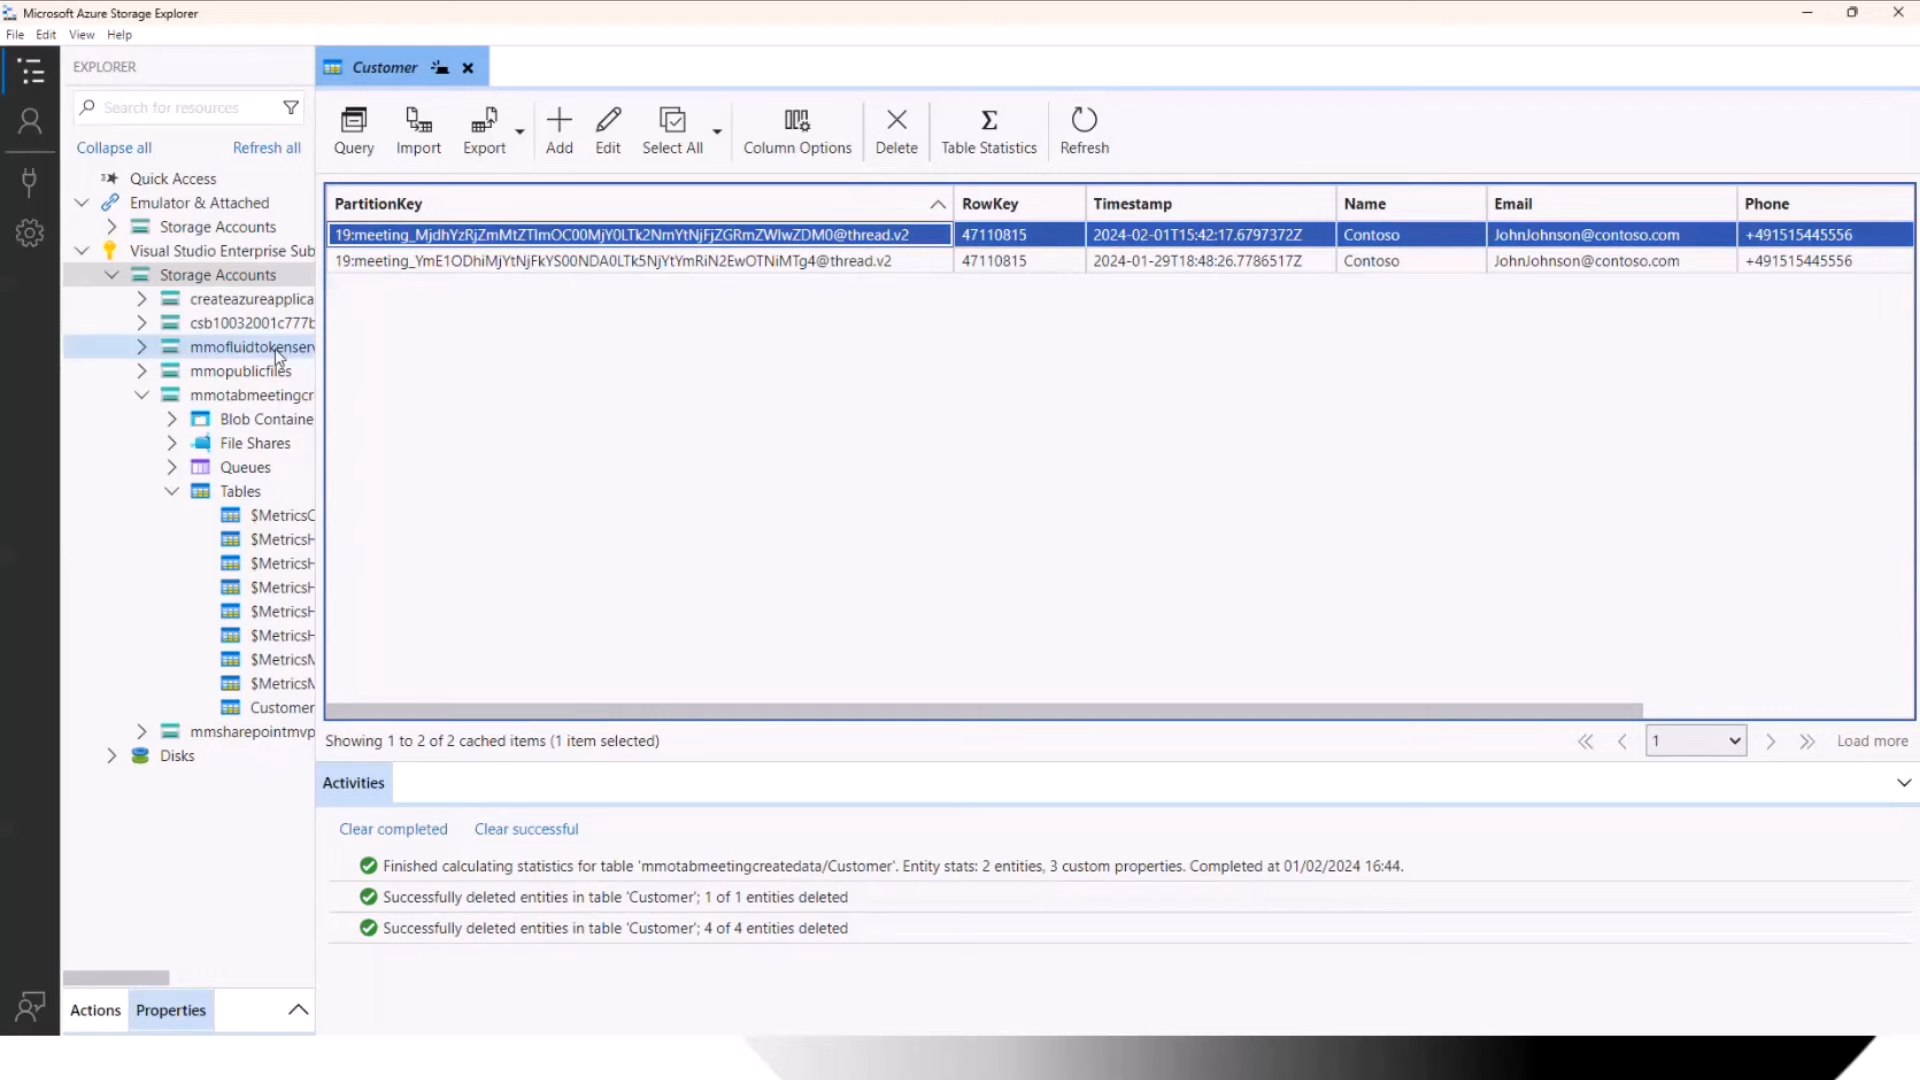 Microsoft Azure Storage Explorer
File Edit View Help
EXPLORER
Search for resources
Collapse all Refresh all
Quick Access
Emulator & Attached
Storage Accounts
Visual Studio Enterprise Sub
Storage Accounts
createazureapplica
csb10032001c777b
mmofluidtokenserv
mmopublicfiles
mmotabmeetingcr
Blob Containe
File Shares
Queues
Tables
$MetricsC
$MetricsH
$MetricsH
$MetricsH
$MetricsH
$MetricsH
$MetricsM
$MetricsM
Customer
mmsharepointmvp
Disks
Actions Properties
Customer
Query Import Export Add Edit Select All Column Options Delete Table Statistics Refresh
PartitionKey RowKey Timestamp Name Email Phone
19:meeting_MjdhYzRjZmMtZTlmOC00MjY0LTk2NmYtNjFjZGRmZWIwZDM0@thread.v2 47110815 2024-02-01T15:42:17.6797372Z Contoso JohnJohnson@contoso.com +491515445556
19:meeting_YmE1ODhiMjYtNjFkYS00NDA0LTk5NjYtYmRiN2EwOTNiMTg4@thread.v2 47110815 2024-01-29T18:48:26.7786517Z Contoso JohnJohnson@contoso.com +491515445556
Showing 1 to 2 of 2 cached items (1 item selected)
1
Load more
Activities
Clear completed Clear successful
Finished calculating statistics for table 'mmotabmeetingcreatedata/Customer'. Entity stats: 2 entities, 3 custom properties. Completed at 01/02/2024 16:44.
Successfully deleted entities in table 'Customer'; 1 of 1 entities deleted
Successfully deleted entities in table 'Customer'; 4 of 4 entities deleted